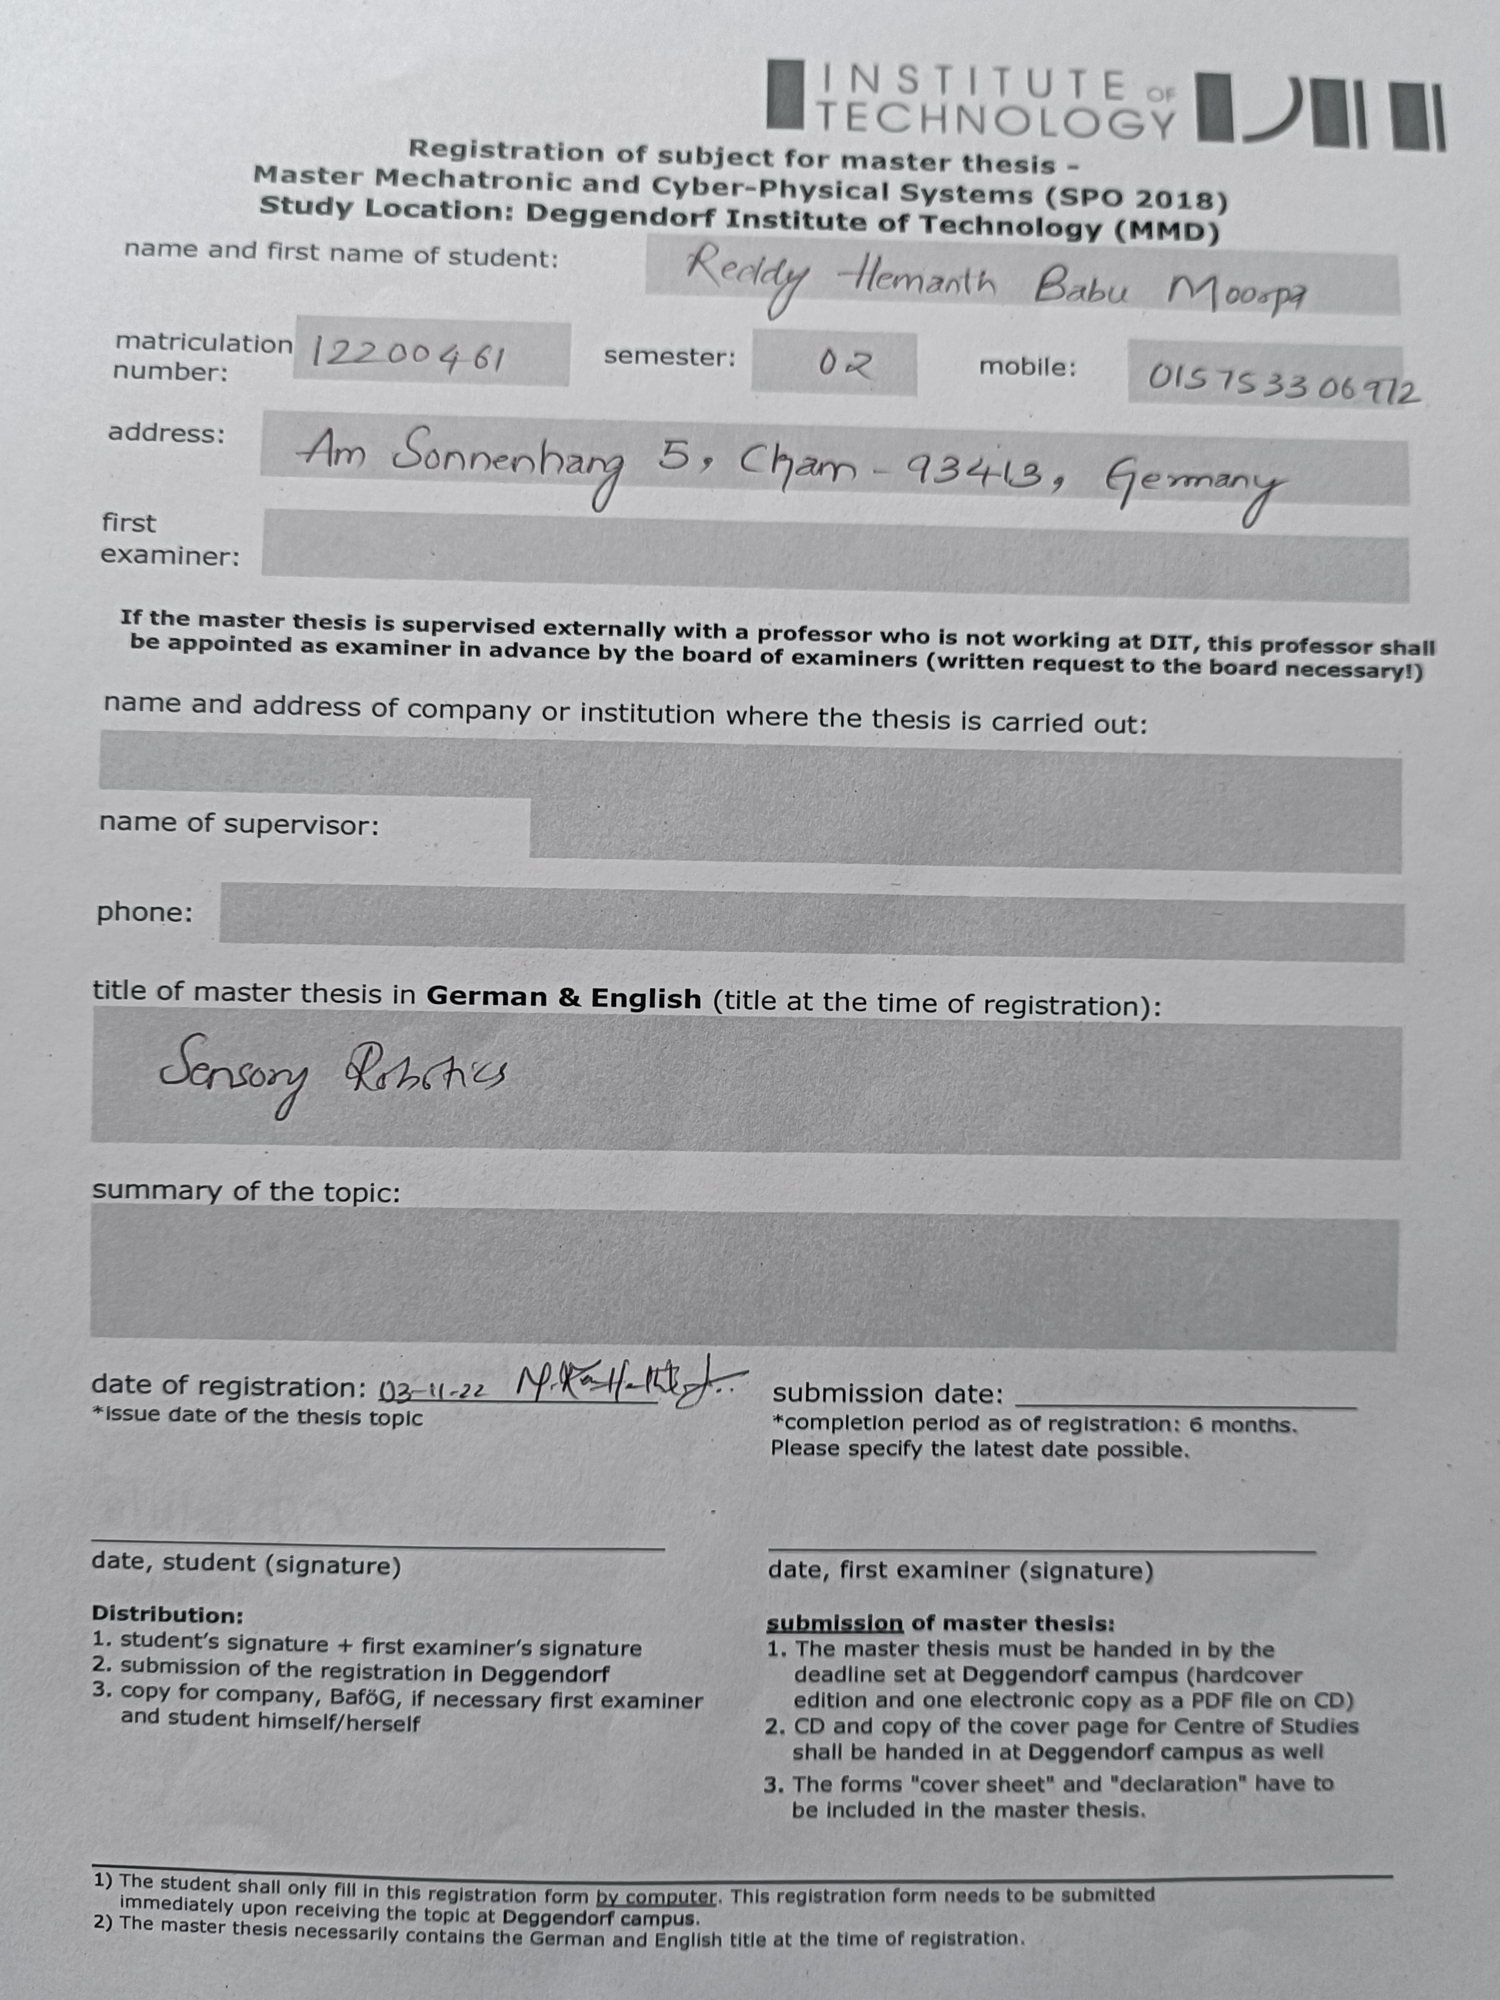 INSTITUTE OF
TECHNOLOGY
Registration of subject for master thesis -
Master Mechatronic and Cyber-Physical Systems (SPO 2018)
Study Location: Deggendorf Institute of Technology (MMD)
name and first name of student: Reddy Hemanth Babu Moorpa
matriculation number: 12200461 semester: 02 mobile: 015753306912
address: Am Sonnenhang 5, Cham - 93413, Germany
first
examiner:
If the master thesis is supervised externally with a professor who is not working at DIT, this professor shall
be appointed as examiner in advance by the board of examiners (written request to the board necessary!)
name and address of company or institution where the thesis is carried out:
name of supervisor:
phone:
title of master thesis in German & English (title at the time of registration):
Sensory Robotics
summary of the topic:
date of registration: 03-11-22 submission date:
*issue date of the thesis topic
*completion period as of registration: 6 months.
Please specify the latest date possible.
date, student (signature)
date, first examiner (signature)
Distribution:
1. student's signature + first examiner's signature
2. submission of the registration in Deggendorf
3. copy for company, BaföG, if necessary first examiner
and student himself/herself
submission of master thesis:
1. The master thesis must be handed in by the
deadline set at Deggendorf campus (hardcover
edition and one electronic copy as a PDF file on CD)
2. CD and copy of the cover page for Centre of Studies
shall be handed in at Deggendorf campus as well
3. The forms "cover sheet" and "declaration" have to
be included in the master thesis.
1) The student shall only fill in this registration form by computer. This registration form needs to be submitted
immediately upon receiving the topic at Deggendorf campus.
2) The master thesis necessarily contains the German and English title at the time of registration.